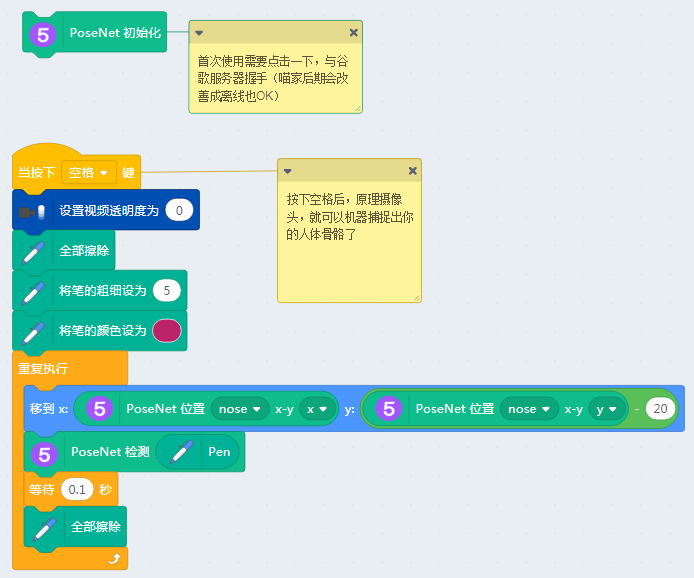 PoseNet 初始化
首次使用需要点击一下，与谷
歌服务器握手（喵家后期会改
善成离线也OK）
当按下 空格 键
按下空格后，原理摄像
头，就可以机器捕捉出你
的人体骨骼了
设置视频透明度为 0
全部擦除
将笔的粗细设为 5
将笔的颜色设为
重复执行
移到 x: PoseNet 位置 nose x-y x y: PoseNet 位置 nose x-y y - 20
PoseNet 检测 Pen
等待 0.1 秒
全部擦除